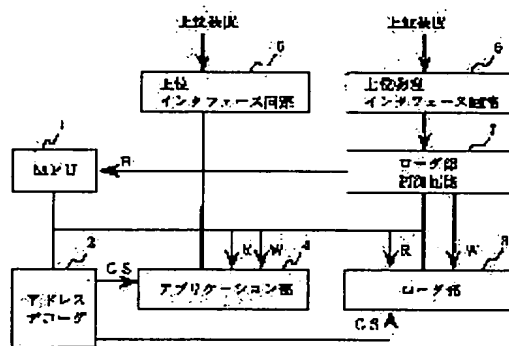 上位装置
上位装置
5
6
上位
インタフェース回路
上位装置
インタフェース回路
1
7
MPU
R
ローダ部
制御回路
2
CS
R
W
4
R
W
3
アドレス
デコーダ
アプリケーション部
ローダ部
CS